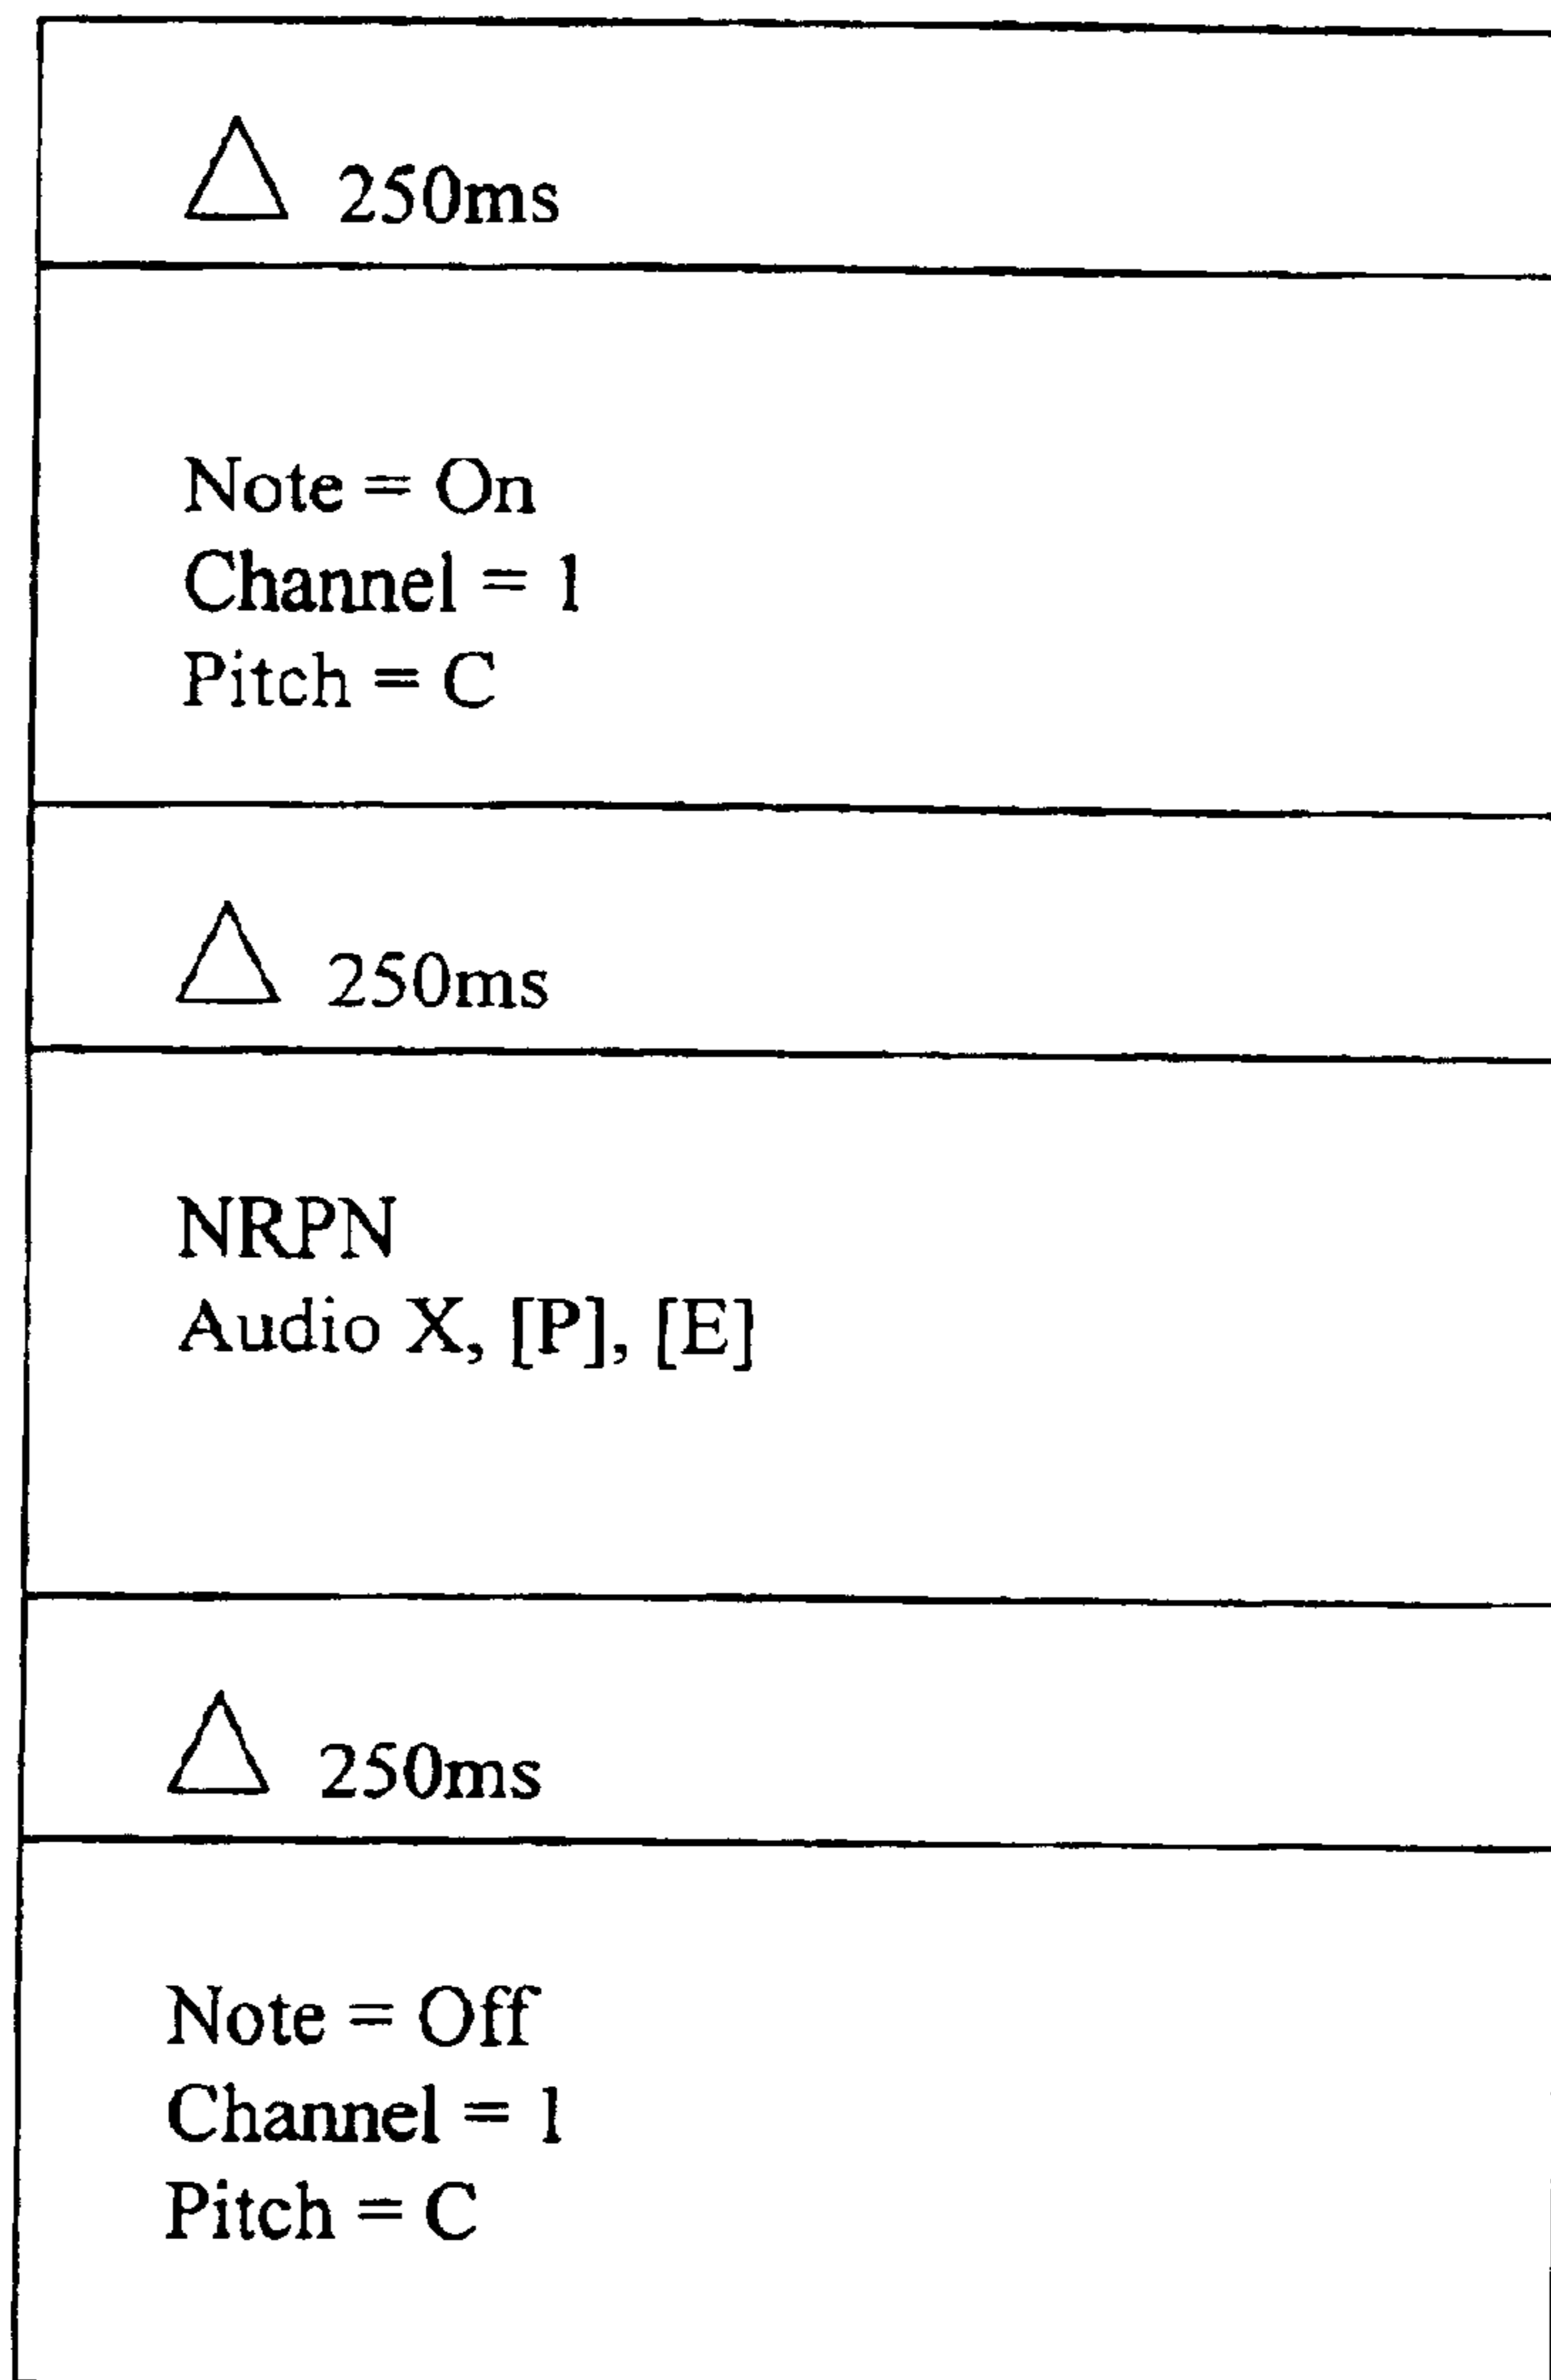 △ 250ms
Note = On
Channel = 1
Pitch = C
△ 250ms
NRPN
Audio X, [P], [E]
△ 250ms
Note = Off
Channel = 1
Pitch = C